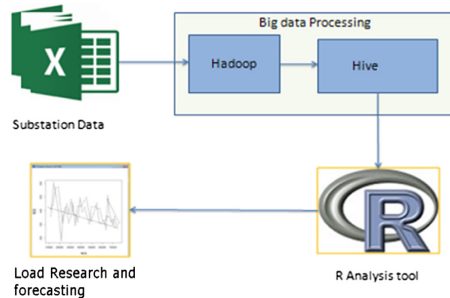 Big data Processing
Hadoop
Hive
X
Substation Data
R
Load Research and
forecasting
R Analysis tool